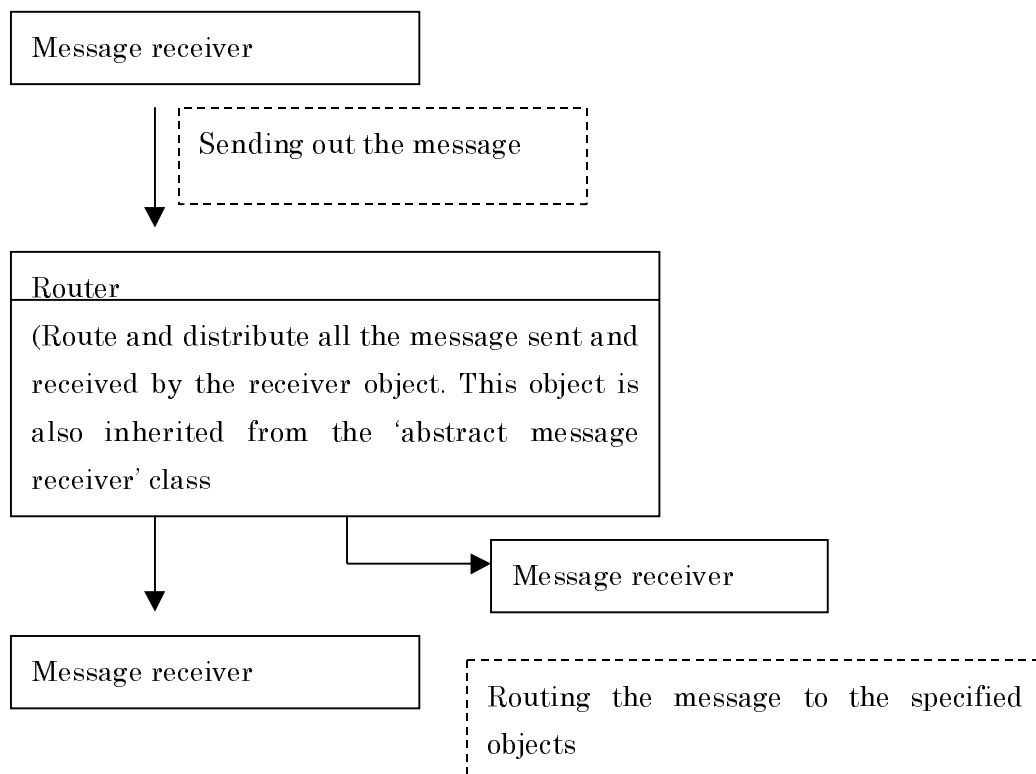 Message receiver
Sending out the message
Router
(Route and distribute all the message sent and
received by the receiver object. This object is
also inherited from the ‘abstract message
receiver’ class
Message receiver
Message receiver
Routing the message to the specified
objects